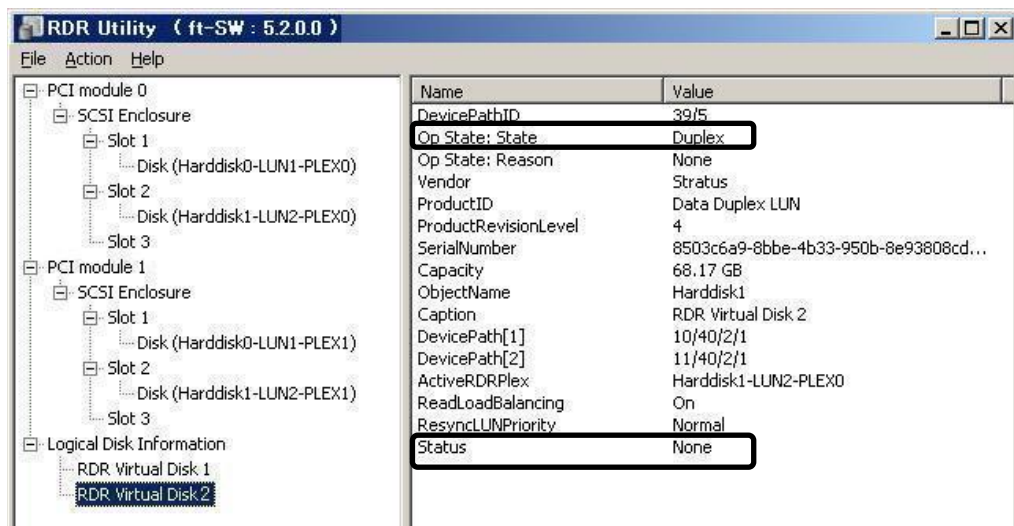 RDR Utility ( ft-SW : 5.2.0.0 )
File Action Help
PCI module 0
SCSI Enclosure
Slot 1
Disk (Harddisk0-LUN1-PLEX0)
Slot 2
Disk (Harddisk1-LUN2-PLEX0)
Slot 3
PCI module 1
SCSI Enclosure
Slot 1
Disk (Harddisk0-LUN1-PLEX1)
Slot 2
Disk (Harddisk1-LUN2-PLEX1)
Slot 3
Logical Disk Information
RDR Virtual Disk 1
RDR Virtual Disk 2
Name Value
DevicePathID 39/5
Op State: State Duplex
Op State: Reason None
Vendor Stratus
ProductID Data Duplex LUN
ProductRevisionLevel 4
SerialNumber 8503c6a9-8bbe-4b33-950b-8e93808cd...
Capacity 68.17 GB
ObjectName Harddisk1
Caption RDR Virtual Disk 2
DevicePath[1] 10/40/2/1
DevicePath[2] 11/40/2/1
ActiveRDRPlex Harddisk1-LUN2-PLEX0
ReadLoadBalancing On
ResyncLUNPriority Normal
Status None